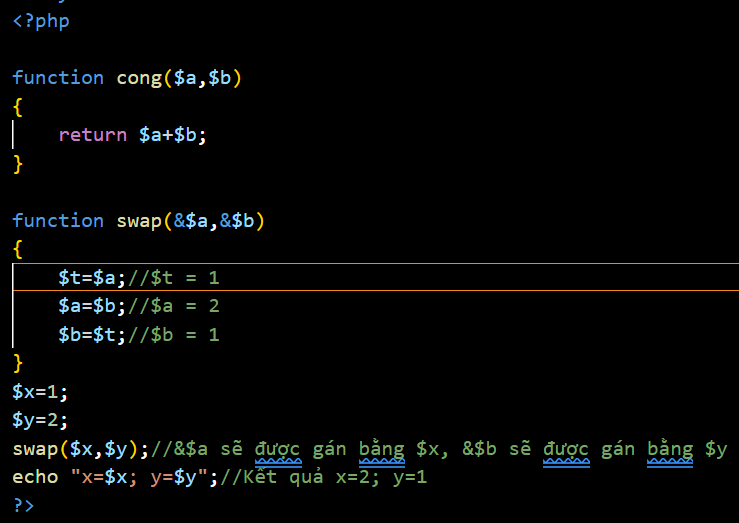 <?php
function cong($a,$b)
{
return $a+$b;
}
function swap(&$a,&$b)
{
$t=$a;//$t = 1
$a=$b;//$a = 2
$b=$t;//$b = 1
}
$x=1;
$y=2;
swap($x,$y);//&$a sẽ được gán bằng $x, &$b sẽ được gán bằng $y
echo "x=$x; y=$y";//Kết quả x=2; y=1
?>